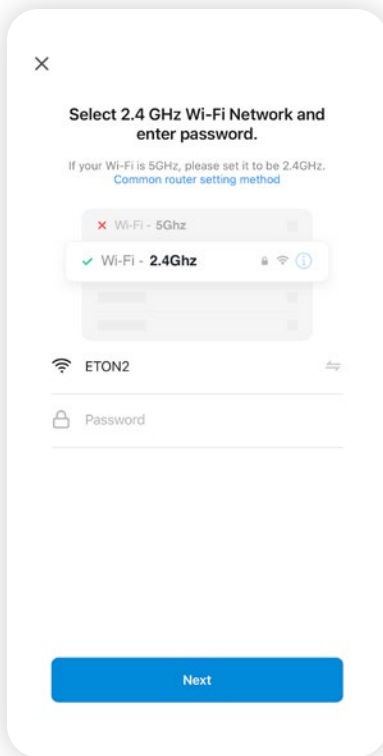 Select 2.4 GHz Wi-Fi Network and
enter password.
If your Wi-Fi is 5GHz, please set it to be 2.4GHz.
Common router setting method
Wi-Fi - 5Ghz
Wi-Fi - 2.4Ghz
ETON2
Password
Next